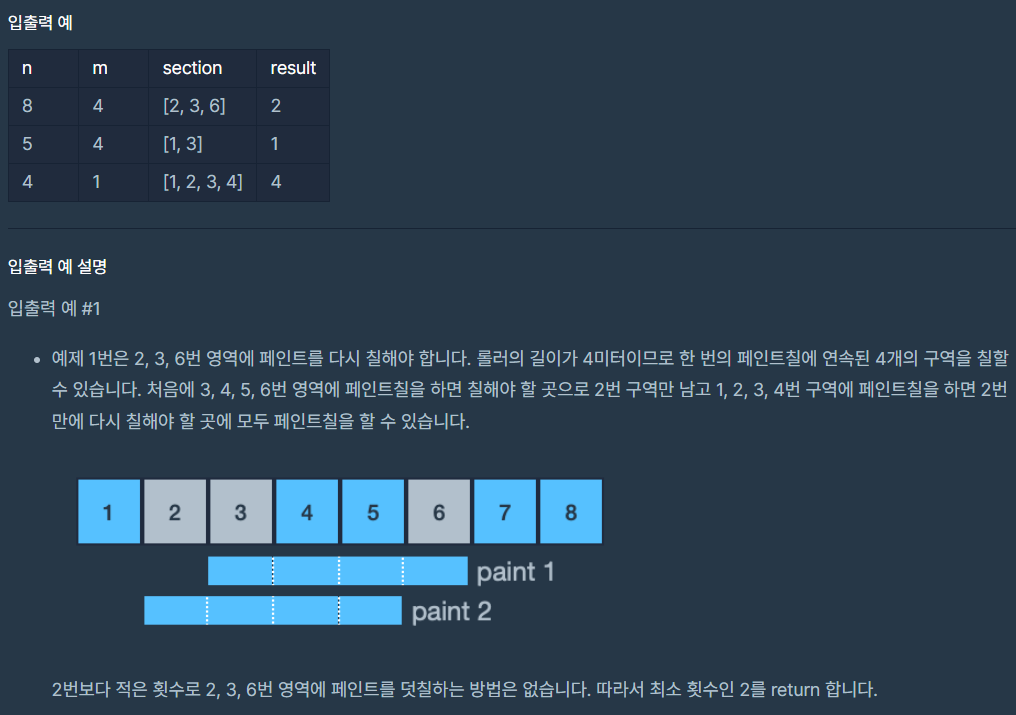 입출력 예
n m section result
8 4 [2, 3, 6] 2
5 4 [1, 3] 1
4 1 [1, 2, 3, 4] 4
입출력 예 설명
입출력 예 #1
예제 1번은 2, 3, 6번 영역에 페인트를 다시 칠해야 합니다. 롤러의 길이가 4미터이므로 한 번의 페인트칠에 연속된 4개의 구역을 칠할
수 있습니다. 처음에 3, 4, 5, 6번 영역에 페인트칠을 하면 칠해야 할 곳으로 2번 구역만 남고 1, 2, 3, 4번 구역에 페인트칠을 하면 2번
만에 다시 칠해야 할 곳에 모두 페인트칠을 할 수 있습니다.
1 2 3 4 5 6 7 8
paint 1
paint 2
2번보다 적은 횟수로 2, 3, 6번 영역에 페인트를 덧칠하는 방법은 없습니다. 따라서 최소 횟수인 2를 return 합니다.